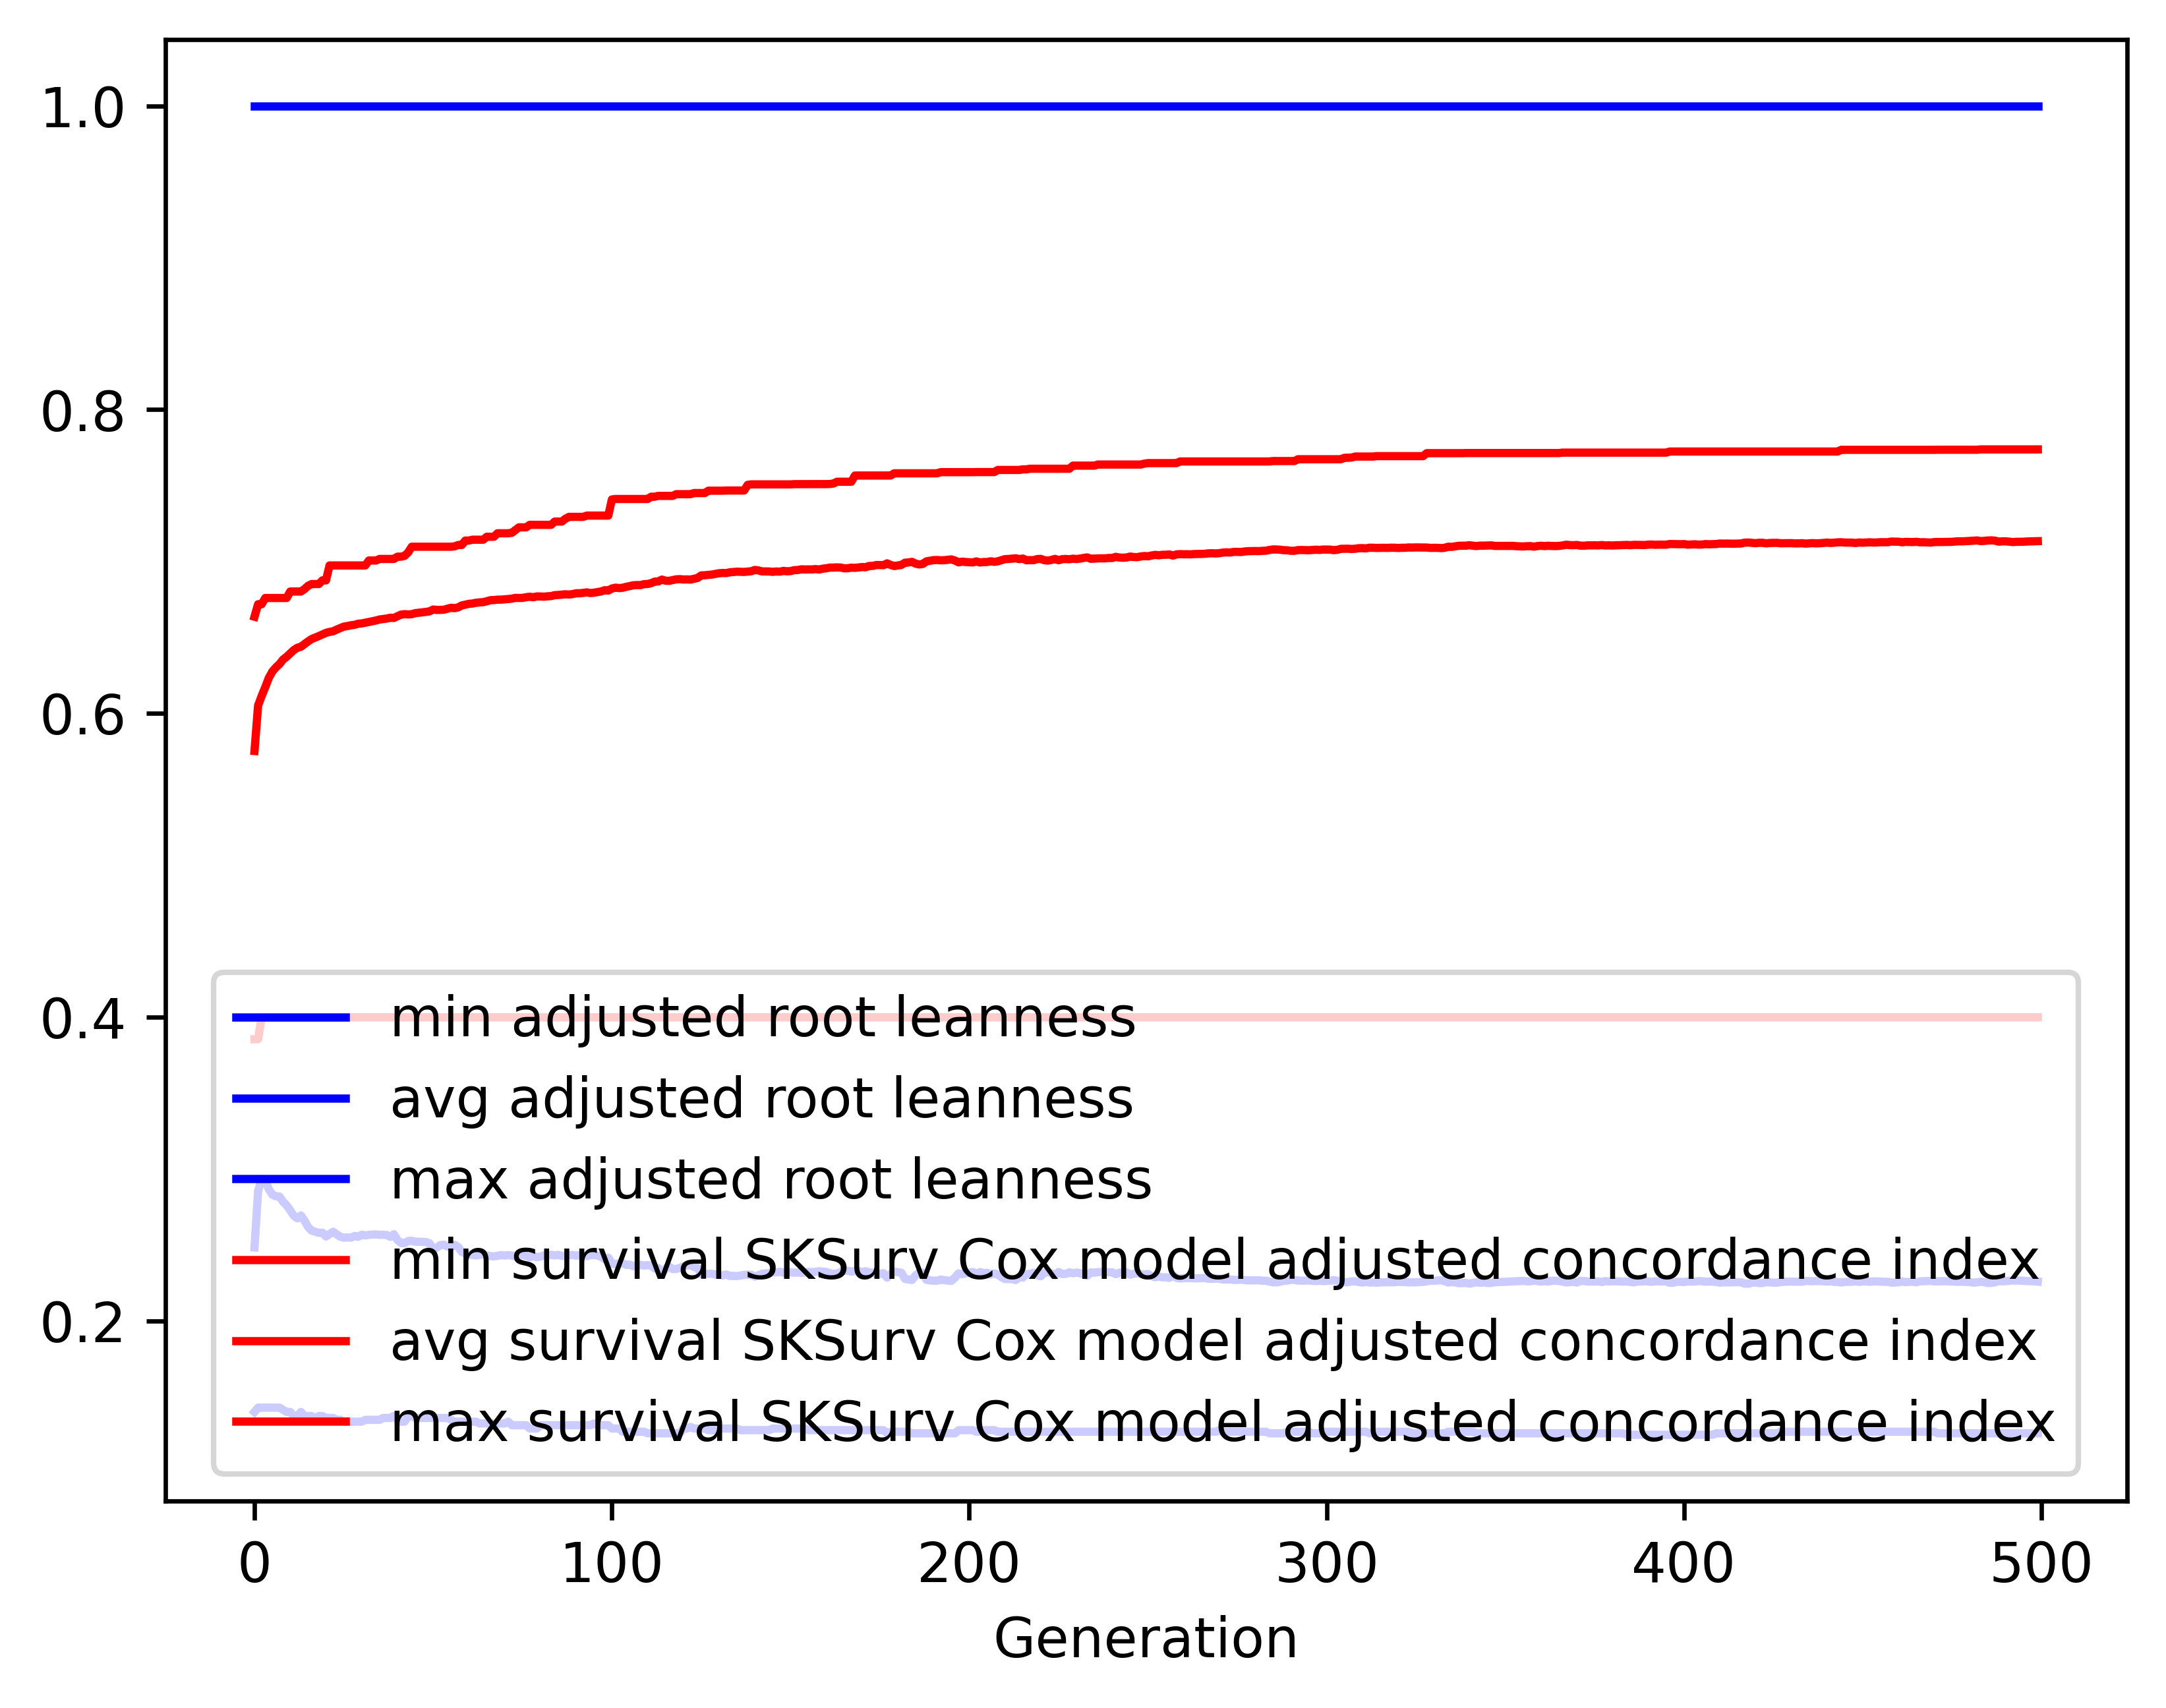 1.0
0.8
0.6
0.4
0.2
min adjusted root leanness
avg adjusted root leanness
max adjusted root leanness
min survival SKSurv Cox model adjusted concordance index
avg survival SKSurv Cox model adjusted concordance index
max survival SKSurv Cox model adjusted concordance index
0 100 200 300 400 500
Generation